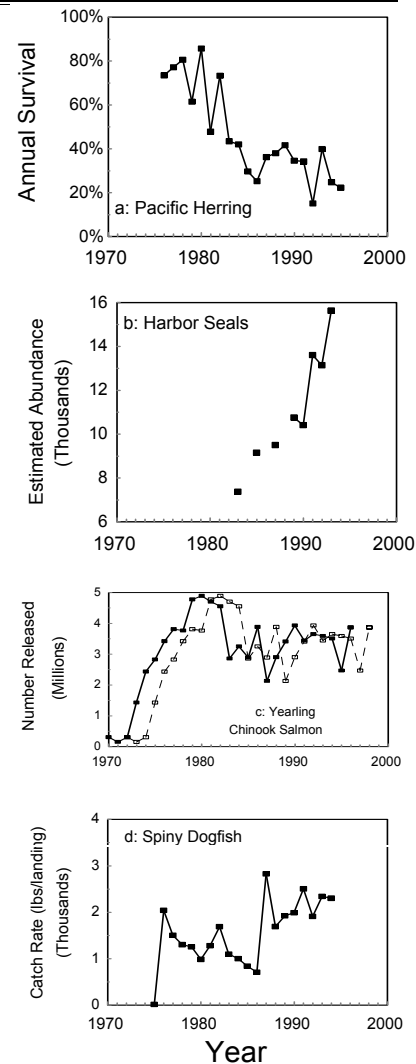 100%
80%
60%
40%
20%
0%
Annual Survival
a: Pacific Herring
1970 1980 1990 2000
16
14
12
10
8
6
Estimated Abundance
(Thousands)
b: Harbor Seals
1970 1980 1990 2000
5
4
3
2
1
0
Number Released
(Millions)
c: Yearling
Chinook Salmon
1970 1980 1990 2000
4
3
2
1
0
Catch Rate (lbs/landing)
(Thousands)
d: Spiny Dogfish
1970 1980 1990 2000
Year